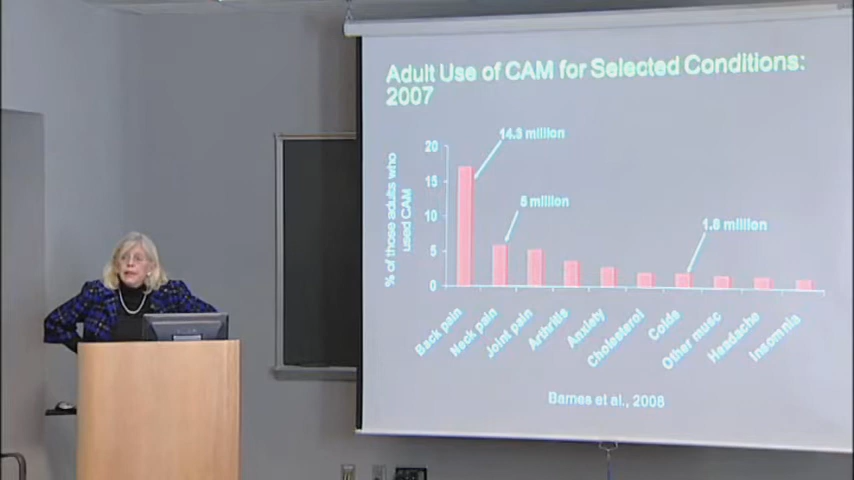 Adult Use of CAM for Selected Conditions:
2007
% of those adults who
used CAM
20
15
10
5
0
14.3 million
5 million
1.6 million
Back pain
Neck pain
Joint pain
Arthritis
Anxiety
Cholesterol
Colds
Other musc
Headache
Insomnia
Barnes et al., 2008